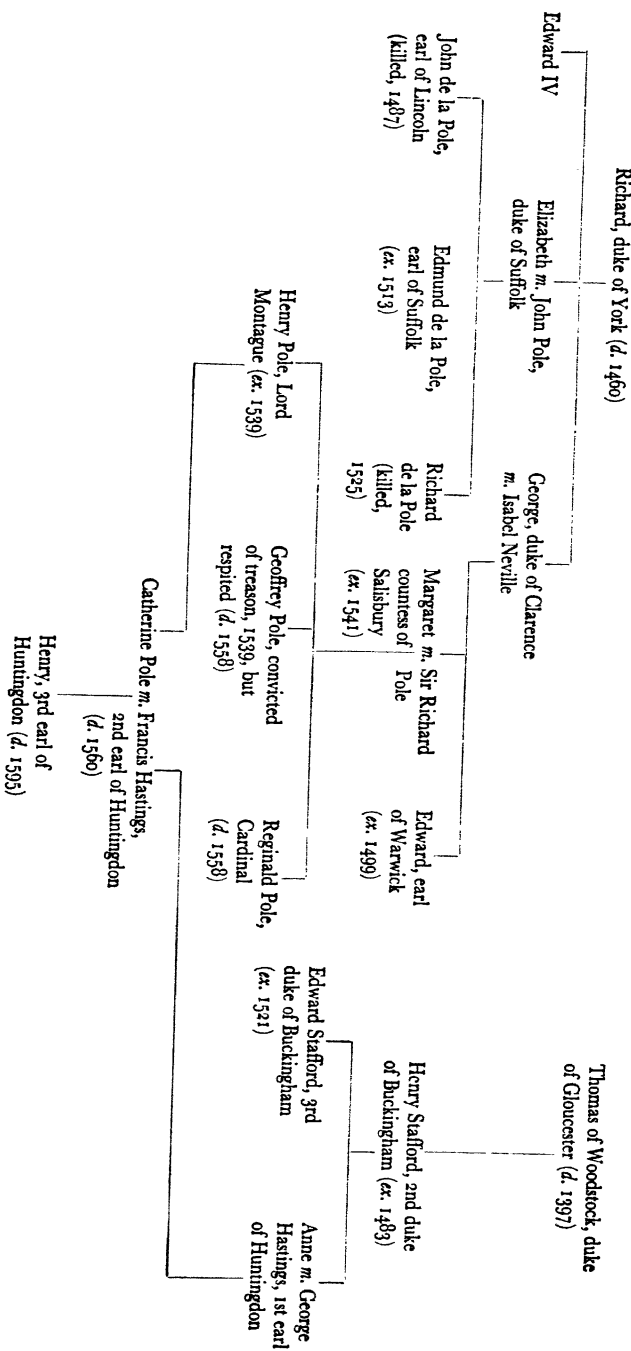 Richard, duke of York (d. 1460)
Thomas of Woodstock, duke
of Gloucester (d. 1397)
Edward IV
Elizabeth m. John Pole,
duke of Suffolk
George, duke of Clarence
m. Isabel Neville
Henry Stafford, 2nd duke
of Buckingham (ex. 1483)
John de la Pole,
earl of Lincoln
(killed, 1487)
Edmund de la Pole,
earl of Suffolk
(ex. 1513)
Richard
de la Pole
(killed,
1525)
Margaret m. Sir Richard
countess of Pole
Salisbury
(ex. 1541)
Edward, earl
of Warwick
(ex. 1499)
Edward Stafford, 3rd
duke of Buckingham
(ex. 1521)
Anne m. George
Hastings, 1st earl
of Huntingdon
Henry Pole, Lord
Montague (ex. 1539)
Geoffrey Pole, convicted
of treason, 1539, but
respited (d. 1558)
Reginald Pole,
Cardinal
(d. 1558)
Catherine Pole m. Francis Hastings,
2nd earl of Huntingdon
(d. 1560)
Henry, 3rd earl of
Huntingdon (d. 1595)